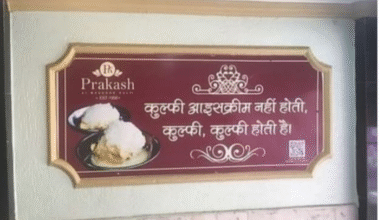 Prakash
कुल्फी आइसक्रीम नहीं होती,
कुल्फी, कुल्फी होती है।